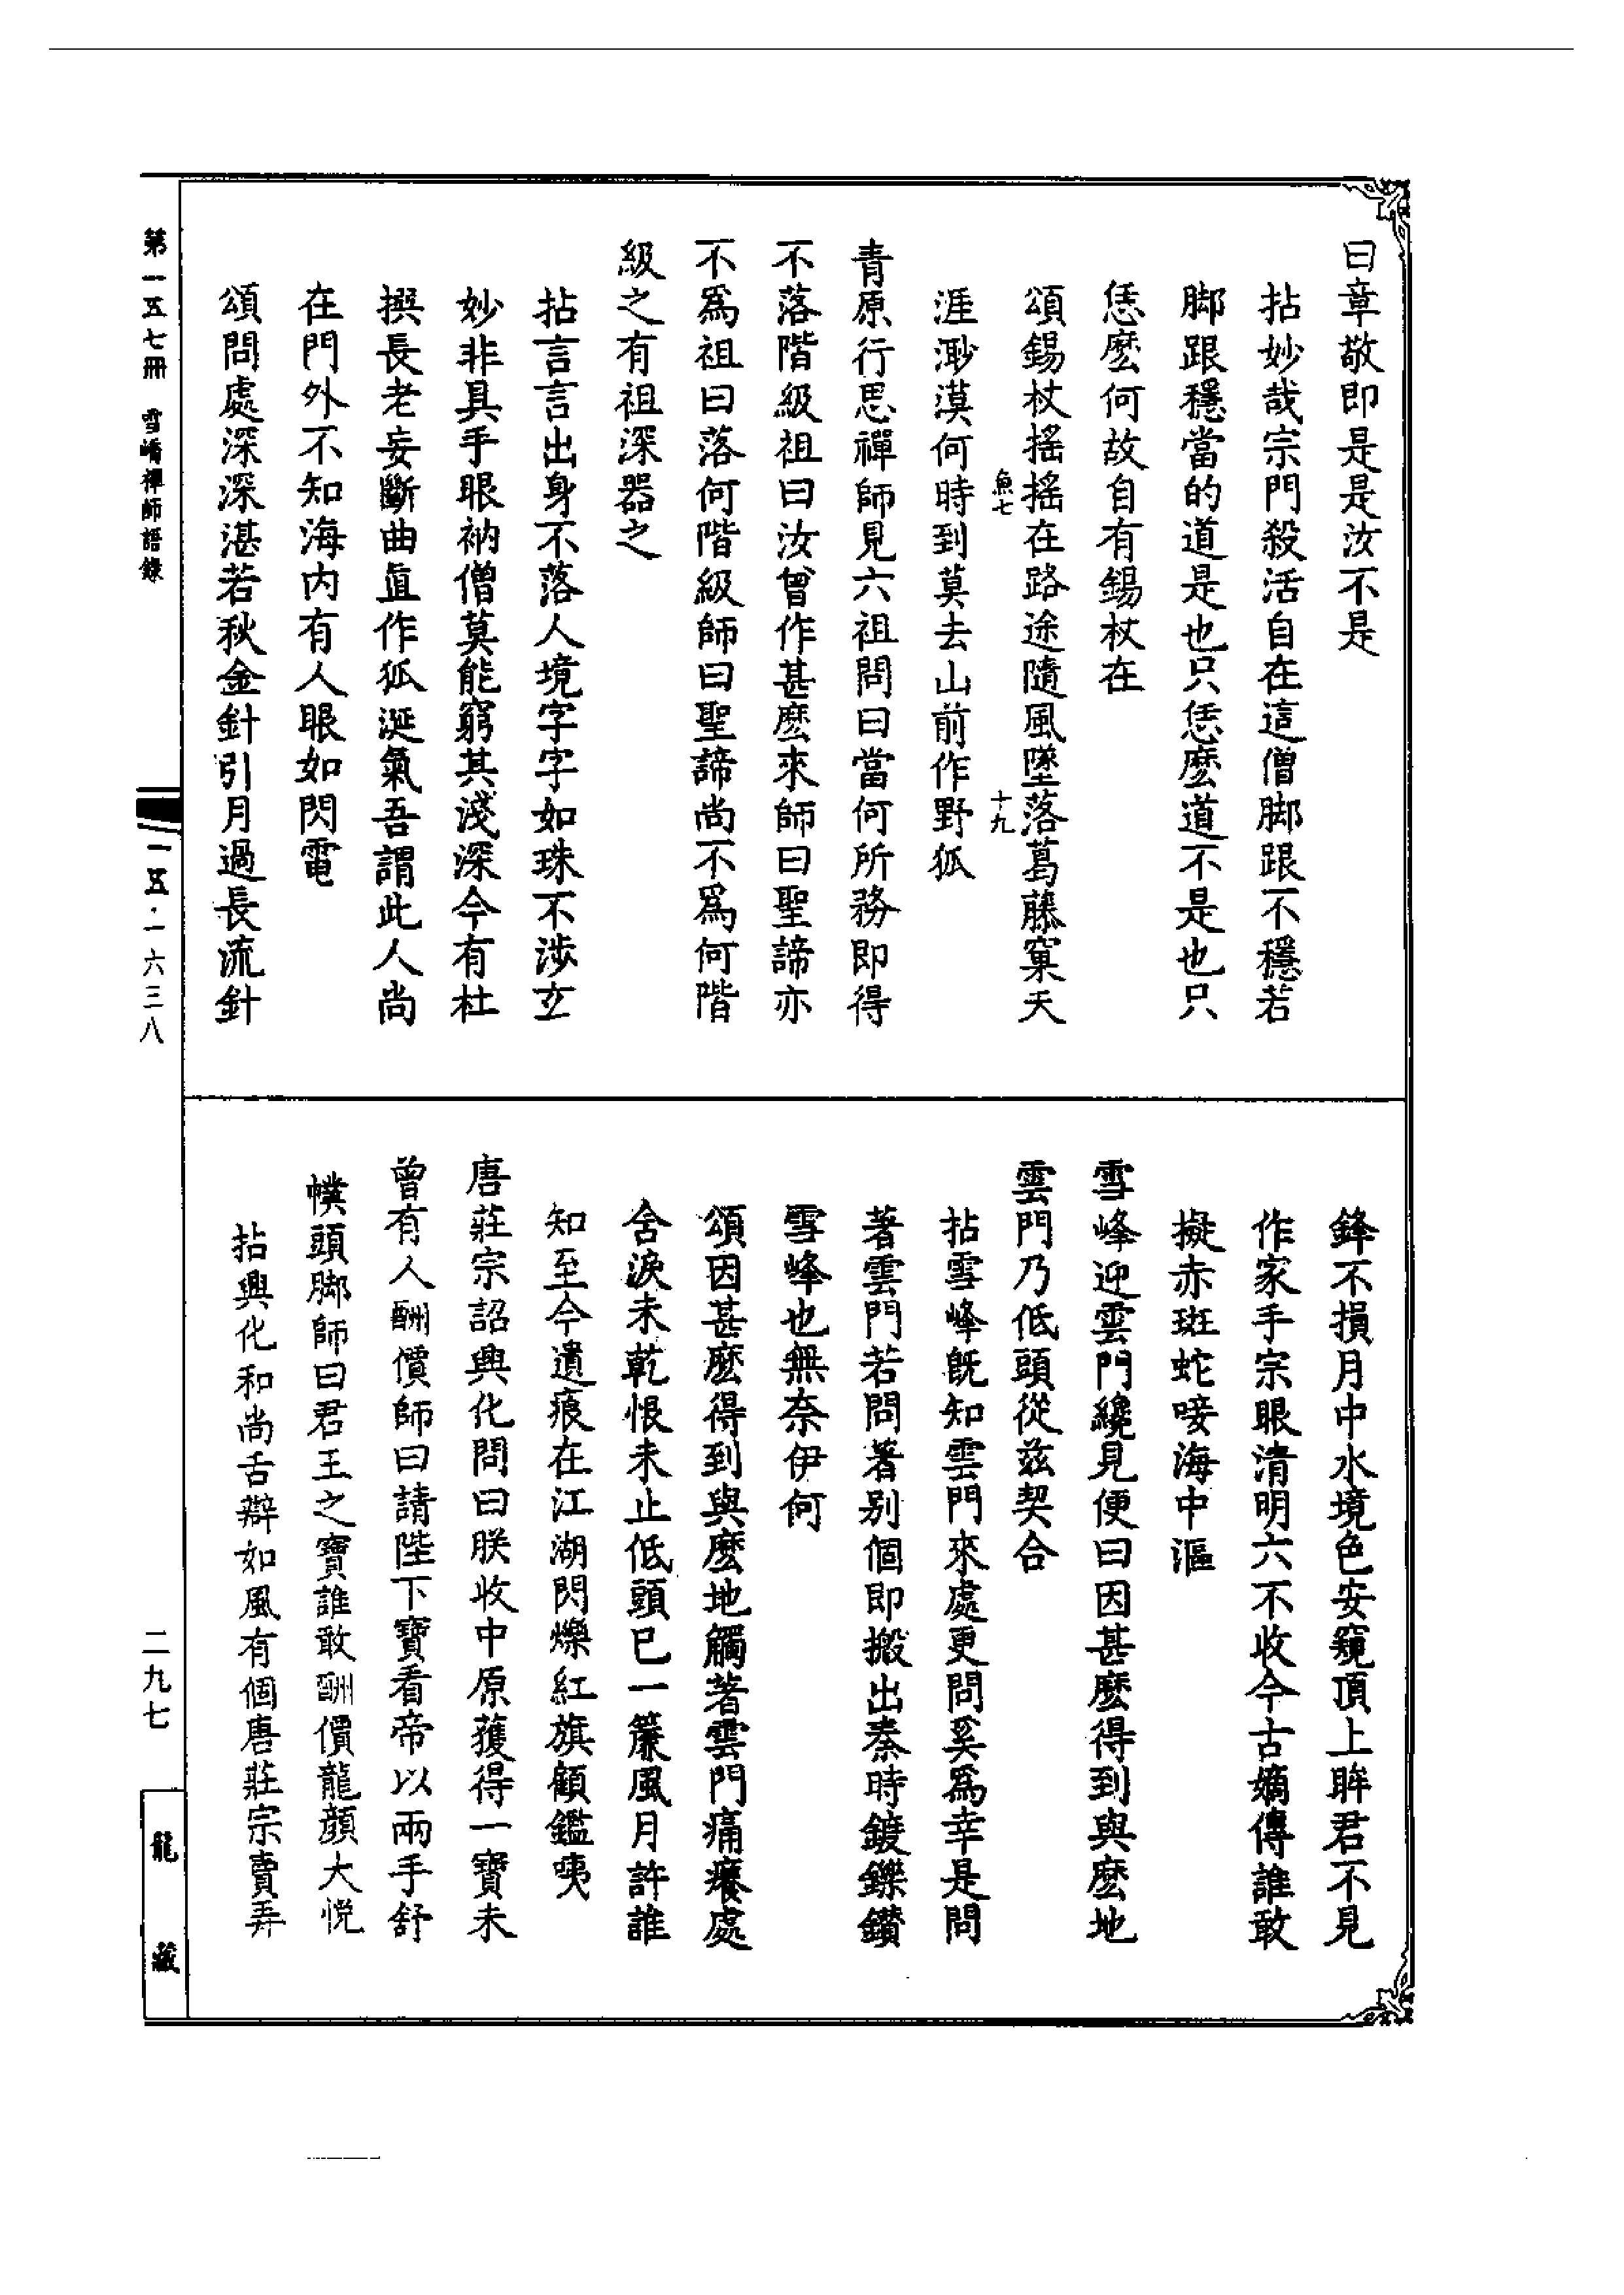 曰章敬即是是汝不是
拈妙哉宗門殺活自在這僧脚跟不穩若
脚跟穩當的道是也只恁麽道不是也只
恁麽何故自有錫杖在
頌錫杖搖搖在路途隨風墜落葛藤窠天
魚七 十九
涯渺漠何時到莫去山前作野狐
青原行思禪師見六祖問曰當何所務即得
不落階級祖曰汝曾作甚麽來師曰聖諦亦
不爲祖曰落何階級師曰聖諦尚不爲何階
級之有祖深器之
拈言言出身不落人境字字如珠不涉玄
妙非具手眼衲僧莫能窮其淺深今有杜
撰長老妄斷曲直作狐涎氣吾謂此人尚
在門外不知海内有人眼如閃電
頌問處深深湛若秋金針引月過長流針
鋒不損月中水境色安窺頂上眸君不見
作家手宗眼清明六不收今古嫡傳誰敢
擬赤斑蛇唼海中漚
雪峰迎雲門纔見便曰因甚麽得到與麽地
雲門乃低頭從兹契合
拈雪峰旣知雲門來處更問奚爲幸是問
著雲門若問著别個即搬出秦時鍍鑠鑽
雪峰也無奈伊何
頌因甚麽得到與麽地觸著雲門痛癢處
含淚未乾恨未止低頭已一簾風月許誰
知至今遺痕在江湖閃爍紅旗顧鑑咦
唐莊宗詔興化問曰朕收中原獲得一寶未
曾有人酬價師曰請陛下寶看帝以兩手舒
幞頭脚師曰君王之寶誰敢酬價龍顏大悦
拈興化和尚舌辯如風有個唐莊宗賣弄
第一五七冊 雪嶠禪師語錄
一五·一六三八
二九七
龍藏